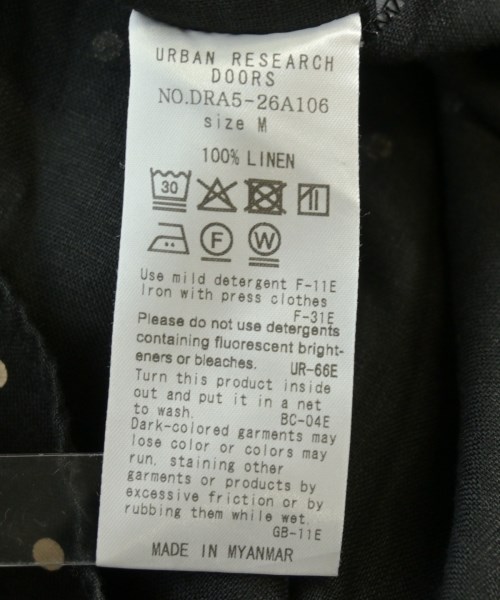 URBAN RESEARCH
DOORS
NO.DRA5-26A106
size M
100% LINEN
30
F W
Use mild detergent F-11E
Iron with press clothes
F-31E
Please do not use detergents
containing fluorescent bright-
eners or bleaches. UR-66E
Turn this product inside
out and put it in a net
to wash. BC-04E
Dark-colored garments may
lose color or colors may
run, staining other
garments or products by
excessive friction or by
rubbing them while wet.
GB-11E
MADE IN MYANMAR